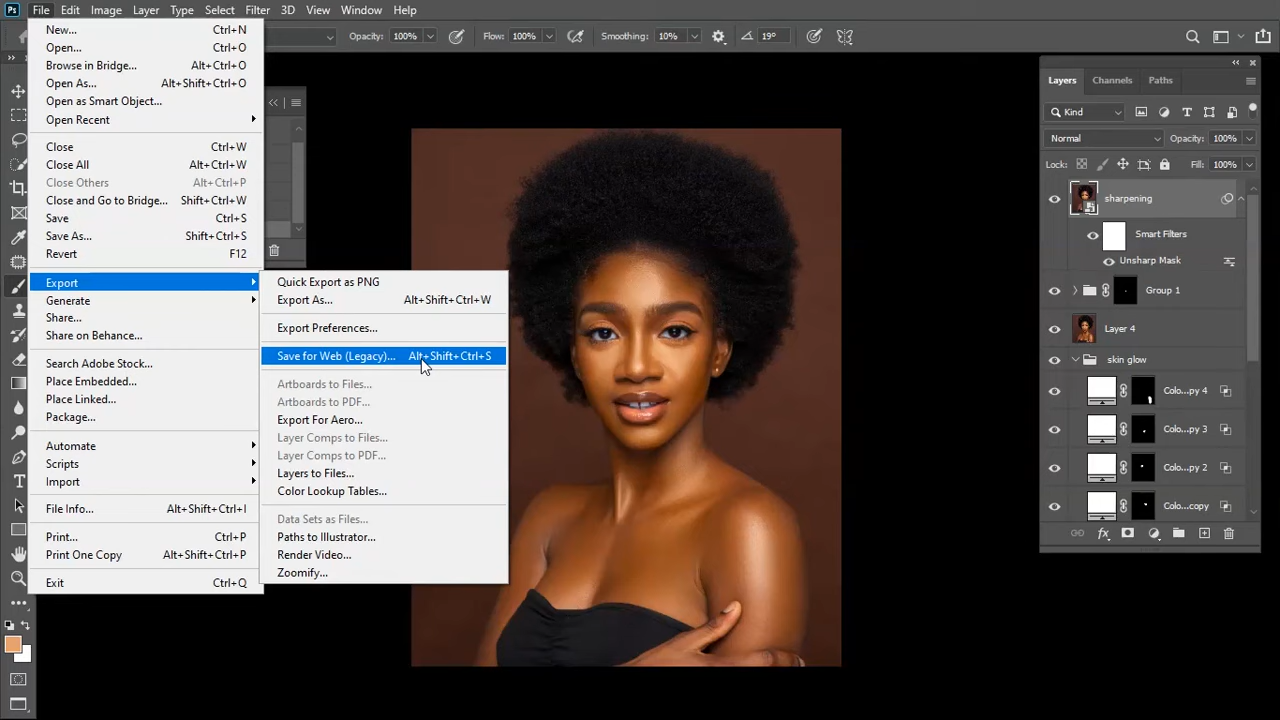 Ps File Edit Image Layer Type Select Filter 3D View Window Help
Opacity: 100% Flow: 100% Smoothing: 10% 19°
New... Ctrl+N
Open... Ctrl+O
Browse in Bridge... Alt+Ctrl+O
Open As... Alt+Shift+Ctrl+O
Open as Smart Object...
Open Recent
Close Ctrl+W
Close All Alt+Ctrl+W
Close Others Alt+Ctrl+P
Close and Go to Bridge... Shift+Ctrl+W
Save Ctrl+S
Save As... Shift+Ctrl+S
Revert F12
Export
Generate
Share...
Share on Behance...
Search Adobe Stock...
Place Embedded...
Place Linked...
Package...
Automate
Scripts
Import
File Info... Alt+Shift+Ctrl+I
Print... Ctrl+P
Print One Copy Alt+Shift+Ctrl+P
Exit Ctrl+Q
Quick Export as PNG
Export As... Alt+Shift+Ctrl+W
Export Preferences...
Save for Web (Legacy)... Alt+Shift+Ctrl+S
Artboards to Files...
Artboards to PDF...
Export For Aero...
Layer Comps to Files...
Layer Comps to PDF...
Layers to Files...
Color Lookup Tables...
Data Sets as Files...
Paths to Illustrator...
Render Video...
Zoomify...
Layers Channels Paths
Kind
Normal Opacity: 100%
Lock: Fill: 100%
sharpening
Smart Filters
Unsharp Mask
Group 1
Layer 4
skin glow
Colo...py 4
Colo...py 3
Colo...py 2
Colo...copy